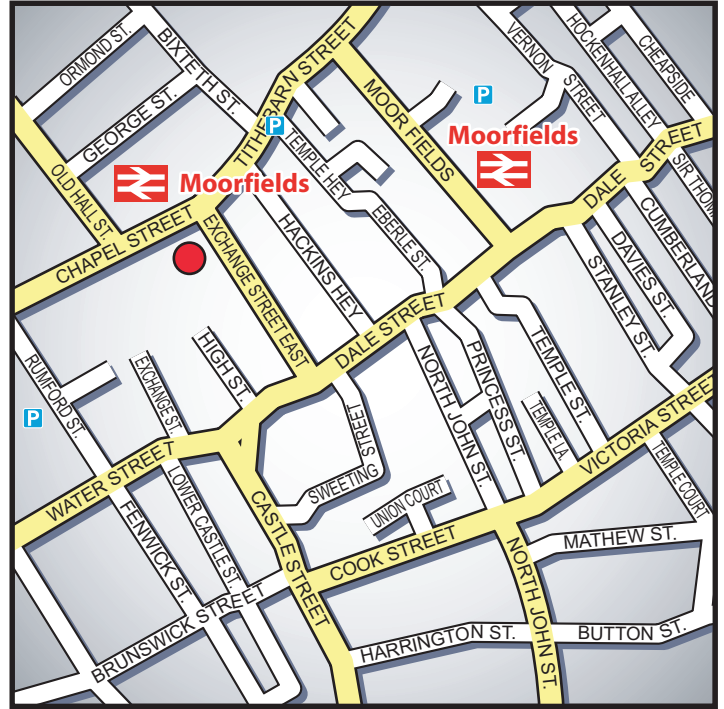 ORMOND ST.
BIXTETH ST.
GEORGE ST.
OLD HALL ST.
TITHEBARN STREET
P
P
MOOR FIELDS
VERNON STREET
HOCKENHALL ALLEY
CHEAPSIDE
Moorfields
Moorfields
TEMPLE HEY
DALE STREET
CHAPEL STREET
EXCHANGE STREET EAST
HACKINS HEY
EBERLE ST.
CUMBERLAND
DAVIES ST.
STANLEY ST.
RUMFORD ST.
EXCHANGE ST.
HIGH ST.
DALE STREET
NORTH JOHN ST.
PRINCESS ST.
TEMPLE ST.
TEMPLE LA.
P
SWEETING STREET
VICTORIA STREET
WATER STREET
FENWICK ST.
LOWER CASTLE ST.
CASTLE STREET
UNION COURT
TEMPLE COURT
COOK STREET
MATHEW ST.
NORTH JOHN ST.
BRUNSWICK STREET
HARRINGTON ST.
BUTTON ST.